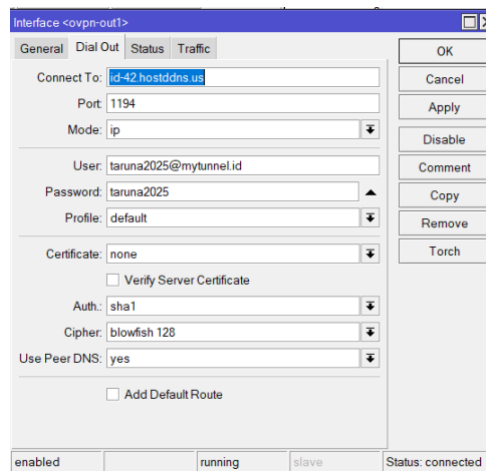 Interface <ovpn-out1>
General Dial Out Status Traffic
OK
Connect To: id-42.hostddns.us
Cancel
Port: 1194
Apply
Mode: ip
Disable
User: taruna2025@mytunnel.id
Comment
Password: taruna2025
Copy
Profile: default
Remove
Certificate: none
Torch
Verify Server Certificate
Auth.: sha1
Cipher: blowfish 128
Use Peer DNS: yes
Add Default Route
enabled running slave Status: connected